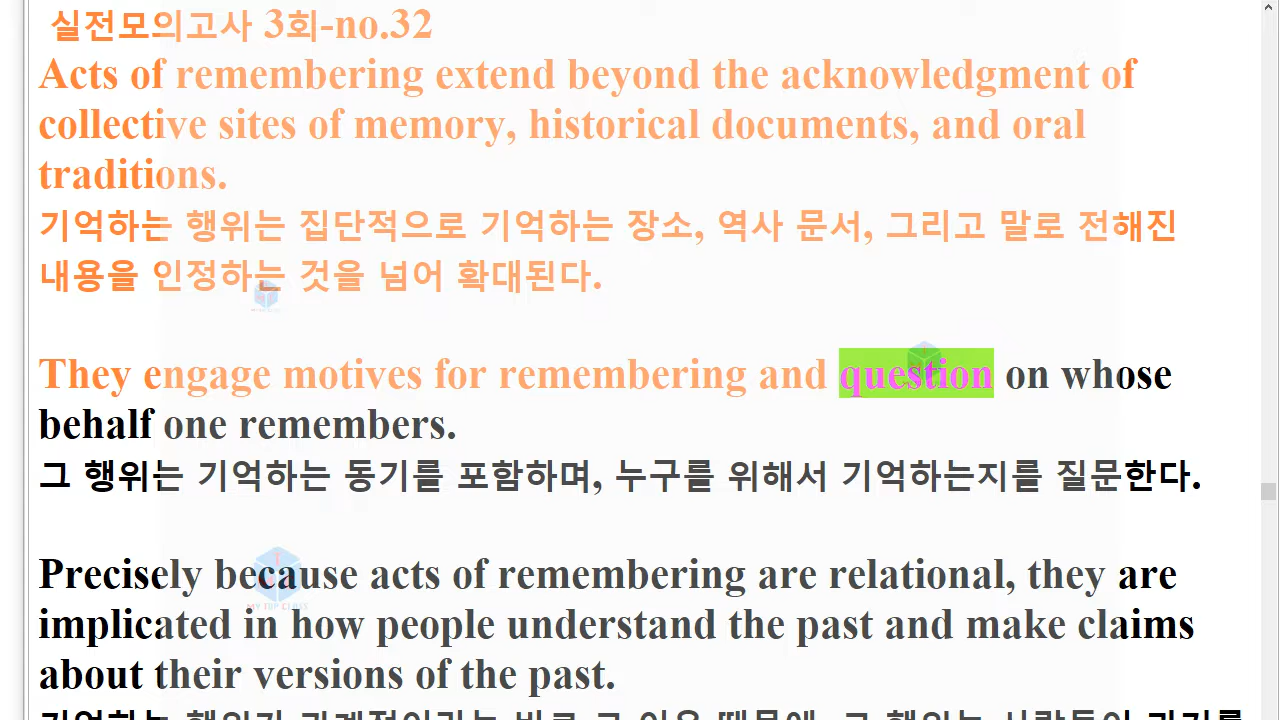 실전모의고사 3회-no.32
Acts of remembering extend beyond the acknowledgment of
collective sites of memory, historical documents, and oral
traditions.
기억하는 행위는 집단적으로 기억하는 장소, 역사 문서, 그리고 말로 전해진
내용을 인정하는 것을 넘어 확대된다.
They engage motives for remembering and question on whose
behalf one remembers.
그 행위는 기억하는 동기를 포함하며, 누구를 위해서 기억하는지를 질문한다.
Precisely because acts of remembering are relational, they are
implicated in how people understand the past and make claims
about their versions of the past.
MY TOP CLASS